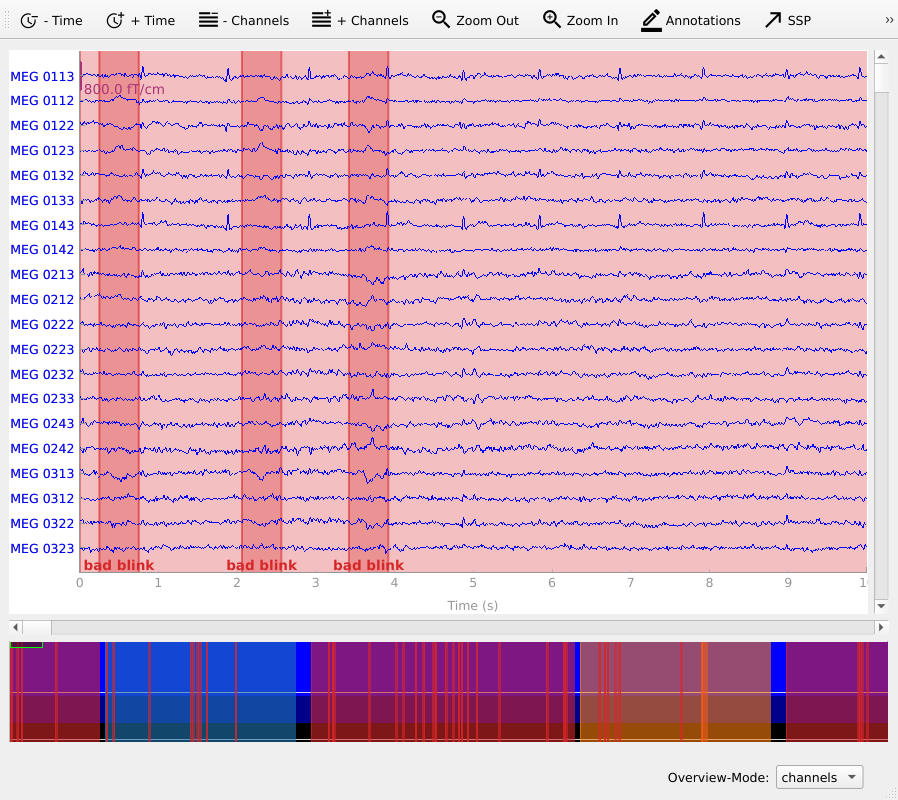 - Time + Time - Channels + Channels Zoom Out Zoom In Annotations SSP »
MEG 0113
800.0 fT/cm
MEG 0112
MEG 0122
MEG 0123
MEG 0132
MEG 0133
MEG 0143
MEG 0142
MEG 0213
MEG 0212
MEG 0222
MEG 0223
MEG 0232
MEG 0233
MEG 0243
MEG 0242
MEG 0313
MEG 0312
MEG 0322
MEG 0323
bad blink bad blink bad blink
0 1 2 3 4 5 6 7 8 9
Time (s)
Overview-Mode: channels